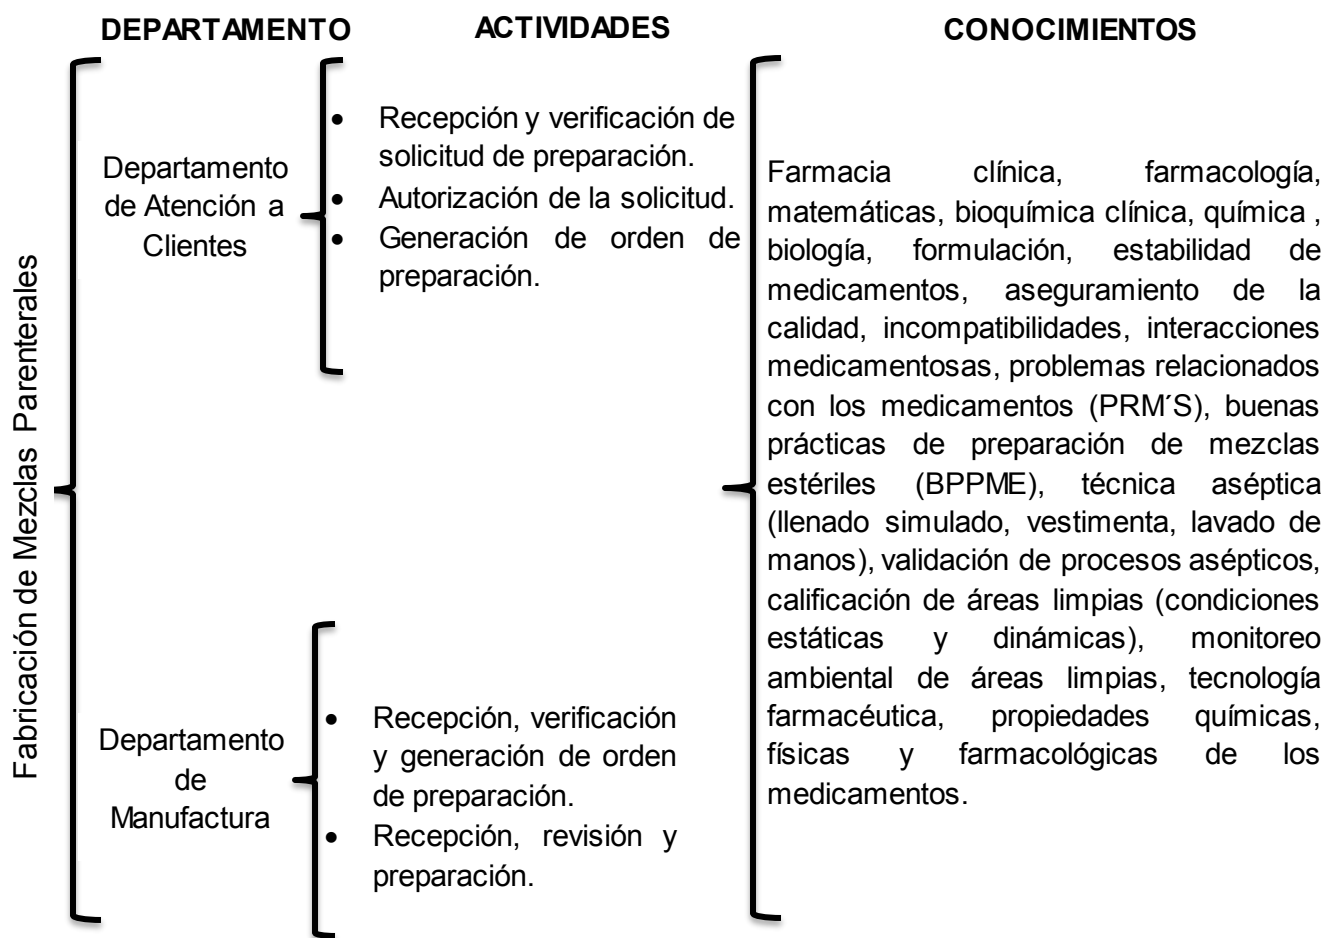 DEPARTAMENTO
ACTIVIDADES
CONOCIMIENTOS
Fabricación de Mezclas Parenterales
Departamento
de Atención a
Clientes
• Recepción y verificación de
solicitud de preparación.
• Autorización de la solicitud.
• Generación de orden de
preparación.
Departamento
de
Manufactura
• Recepción, verificación
y generación de orden
de preparación.
• Recepción, revisión y
preparación.
Farmacia clínica, farmacología,
matemáticas, bioquímica clínica, química ,
biología, formulación, estabilidad de
medicamentos, aseguramiento de la
calidad, incompatibilidades, interacciones
medicamentosas, problemas relacionados
con los medicamentos (PRM´S), buenas
prácticas de preparación de mezclas
estériles (BPPME), técnica aséptica
(llenado simulado, vestimenta, lavado de
manos), validación de procesos asépticos,
calificación de áreas limpias (condiciones
estáticas y dinámicas), monitoreo
ambiental de áreas limpias, tecnología
farmacéutica, propiedades químicas,
físicas y farmacológicas de los
medicamentos.